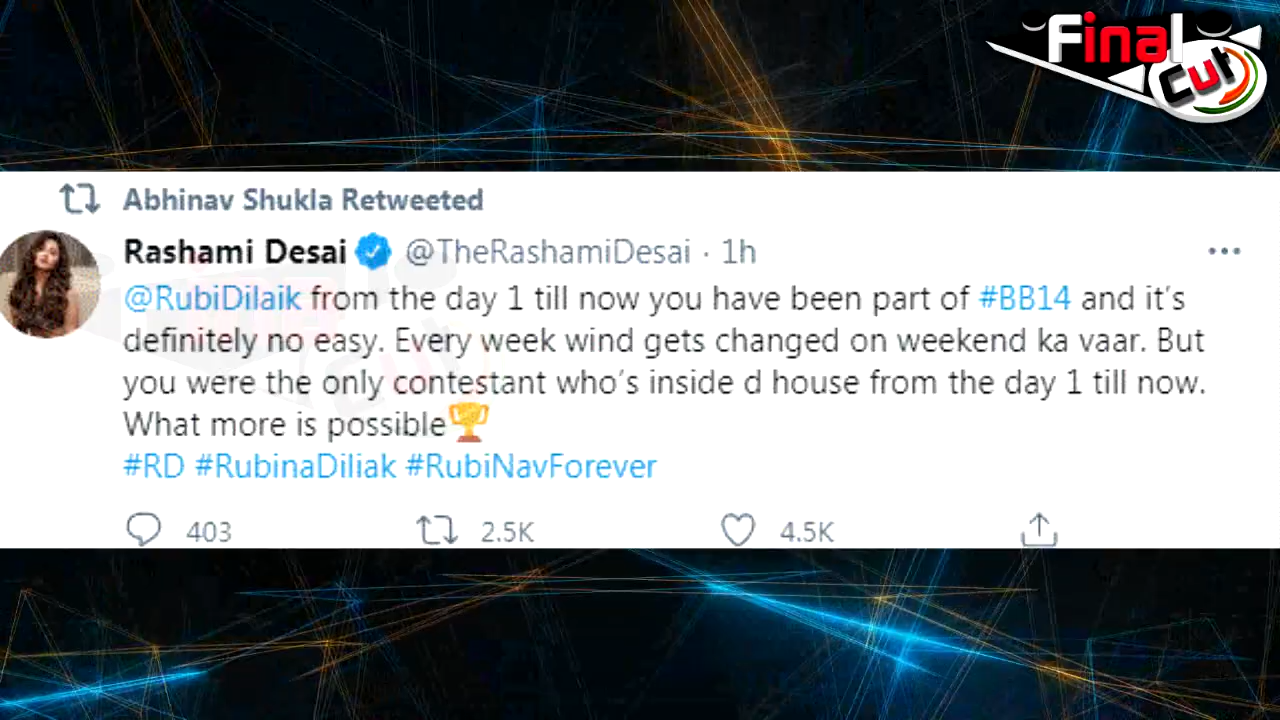 Final
cut
Abhinav Shukla Retweeted
Rashami Desai @TheRashamiDesai · 1h
@RubiDilaik from the day 1 till now you have been part of #BB14 and it's
definitely no easy. Every week wind gets changed on weekend ka vaar. But
you were the only contestant who's inside d house from the day 1 till now.
What more is possible🏆
#RD #RubinaDiliak #RubiNavForever
403 2.5K 4.5K